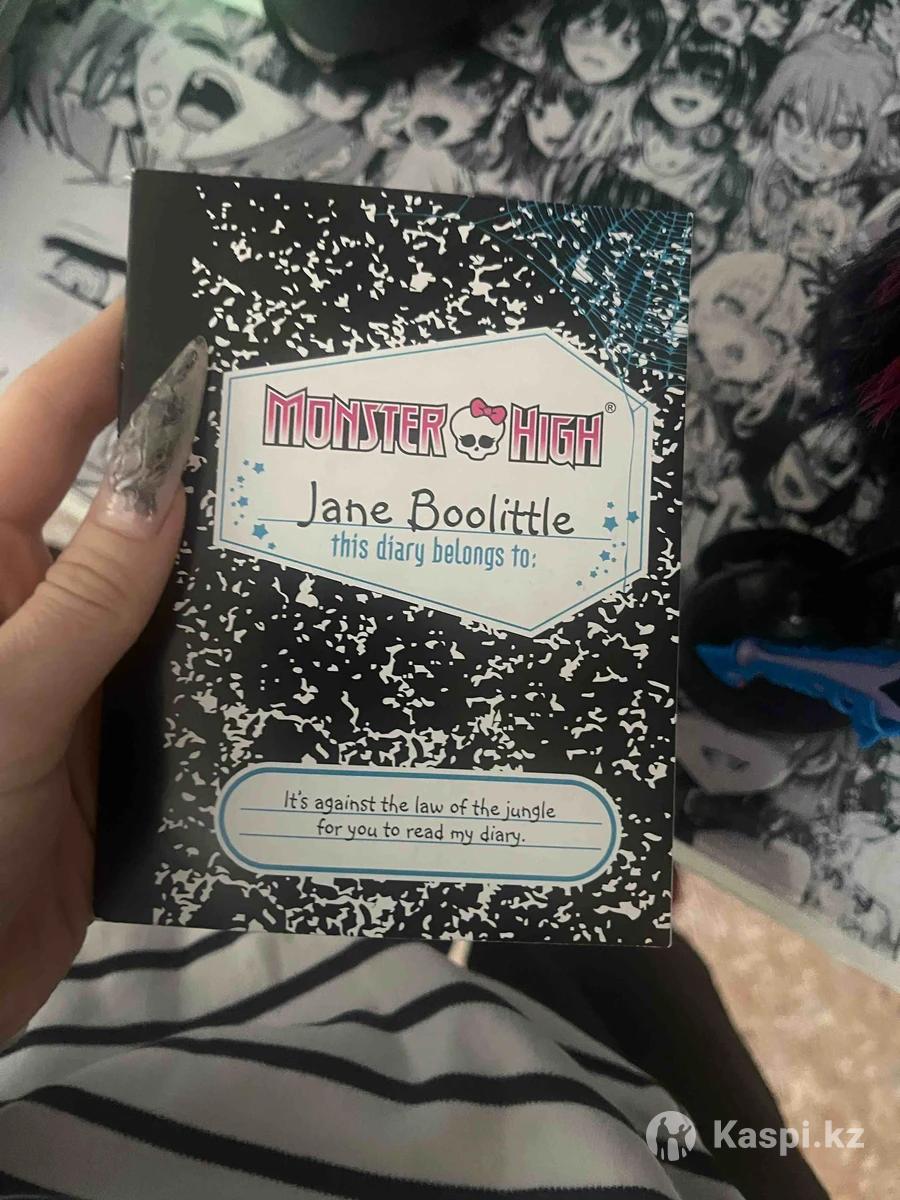 MONSTER HIGH®
Jane Boolittle
this diary belongs to:
It's against the law of the jungle
for you to read my diary.
Kaspi.kz